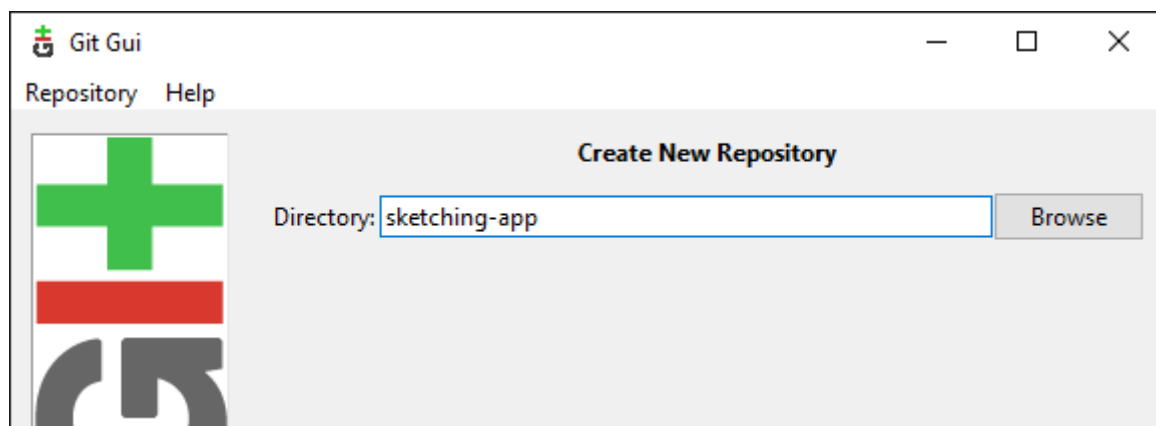 Git Gui
Repository Help
Create New Repository
Directory: sketching-app Browse